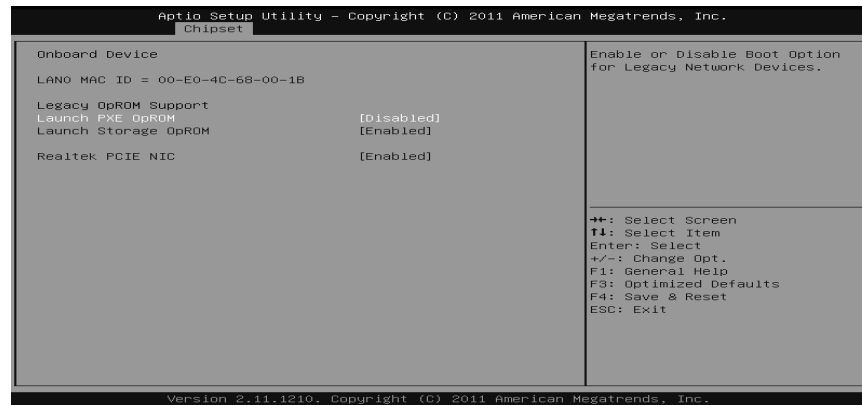 Aptio Setup Utility – Copyright (C) 2011 American Megatrends, Inc.
Chipset
Onboard Device
LAN0 MAC ID = 00-E0-4C-68-00-1B
Legacy OpROM Support
Launch PXE OpROM [Disabled]
Launch Storage OpROM [Enabled]
Realtek PCIE NIC [Enabled]
Enable or Disable Boot Option
for Legacy Network Devices.
→←: Select Screen
↑↓: Select Item
Enter: Select
+/-: Change Opt.
F1: General Help
F3: Optimized Defaults
F4: Save & Reset
ESC: Exit
Version 2.11.1210. Copyright (C) 2011 American Megatrends, Inc.